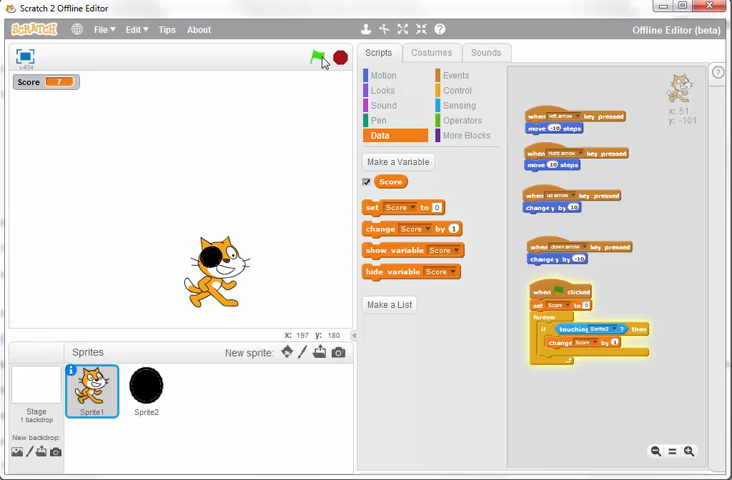 Scratch 2 Offline Editor
SCRATCH File Edit Tips About Offline Editor (beta)
v404
Score 7
x: 197 y: 180
Sprites New sprite:
Stage
1 backdrop
New backdrop:
Sprite1
Sprite2
Scripts Costumes Sounds
Motion Events
Looks Control
Sound Sensing
Pen Operators
Data More Blocks
Make a Variable
Score
set Score to 0
change Score by 1
show variable Score
hide variable Score
Make a List
x: 51
y: -101
when left arrow key pressed
move -10 steps
when right arrow key pressed
move 10 steps
when up arrow key pressed
change y by 10
when down arrow key pressed
change y by -10
when clicked
set Score to 0
forever
if touching Sprite2 ? then
change Score by 1